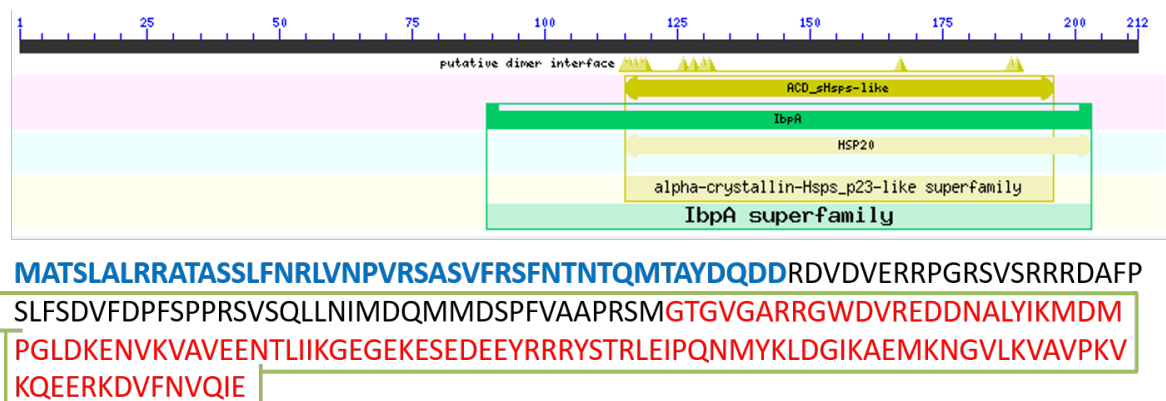 1 25 50 75 100 125 150 175 200 212
putative dimer interface
ACD_sHsps-like
IbpA
HSP20
alpha-crystallin-Hsps_p23-like superfamily
IbpA superfamily
MATSLALRRATASSLFNRLVNPVRSASVFRSFNTNTQMTAYDQDDRDVDVERRPGRSVSRRRDAFP
SLFSDVFDPFSPPRSVSQLLNIMDQMMDSPFVAAPRSMGTGVGARRGWDVREDDNALYIKMDM
PGLDKENVKVAVEENTLIIKGEGEKESEDEEYRRRYSTRLEIPQNMYKLDGIKAEMKNGVLKVAVPKV
KQEERKDVFNVQIE